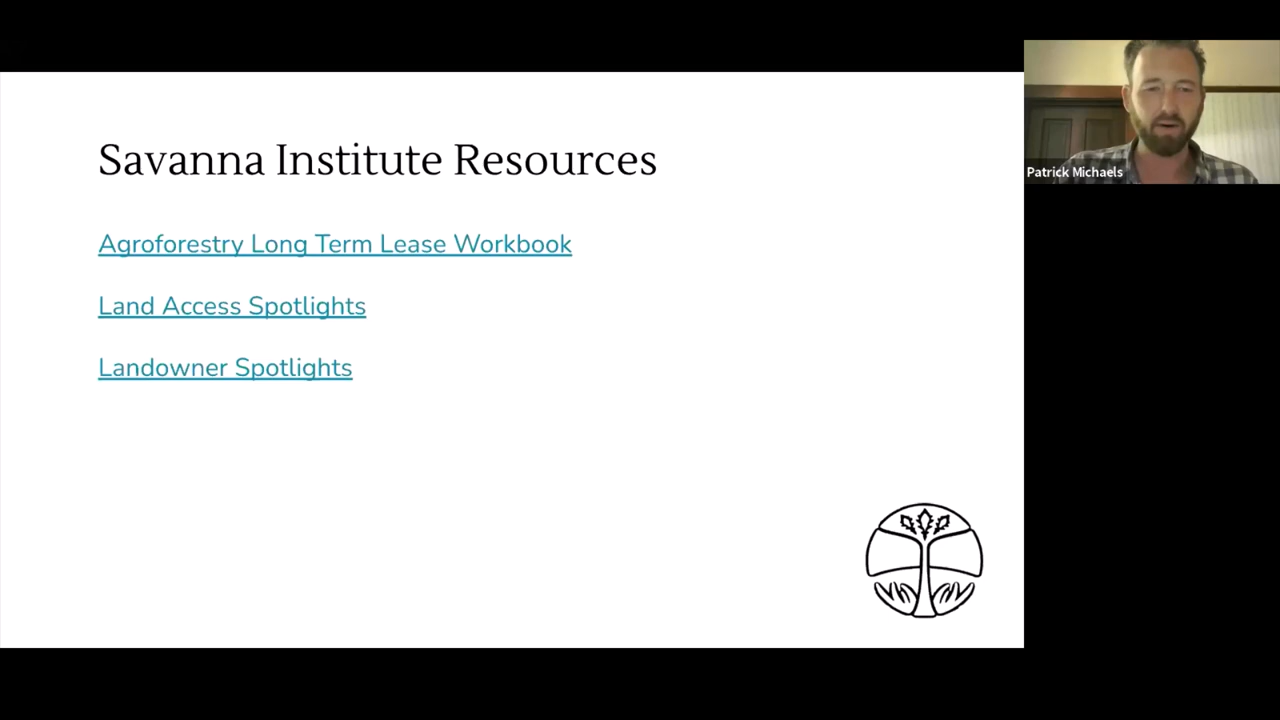 Savanna Institute Resources
Agroforestry Long Term Lease Workbook
Land Access Spotlights
Landowner Spotlights
Patrick Michaels